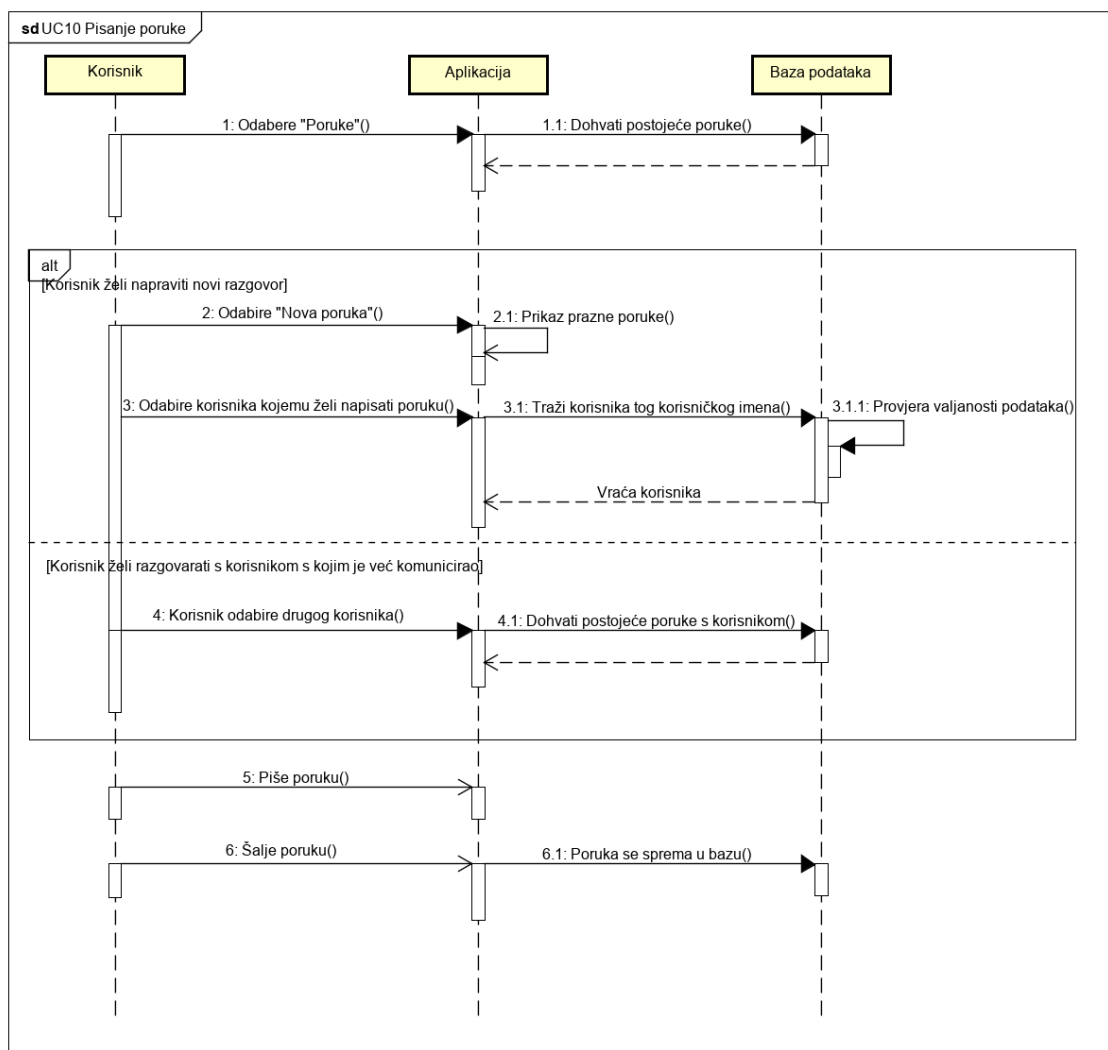 sd UC10 Pisanje poruke
Korisnik
Aplikacija
Baza podataka
1: Odabere "Poruke"()
1.1: Dohvati postojeće poruke()
alt
[Korisnik želi napraviti novi razgovor]
2: Odabire "Nova poruka"()
2.1: Prikaz prazne poruke()
3: Odabire korisnika kojemu želi napisati poruku()
3.1: Traži korisnika tog korisničkog imena()
3.1.1: Provjera valjanosti podataka()
Vraća korisnika
[Korisnik želi razgovarati s korisnikom s kojim je već komunicirao]
4: Korisnik odabire drugog korisnika()
4.1: Dohvati postojeće poruke s korisnikom()
5: Piše poruku()
6: Šalje poruku()
6.1: Poruka se sprema u bazu()